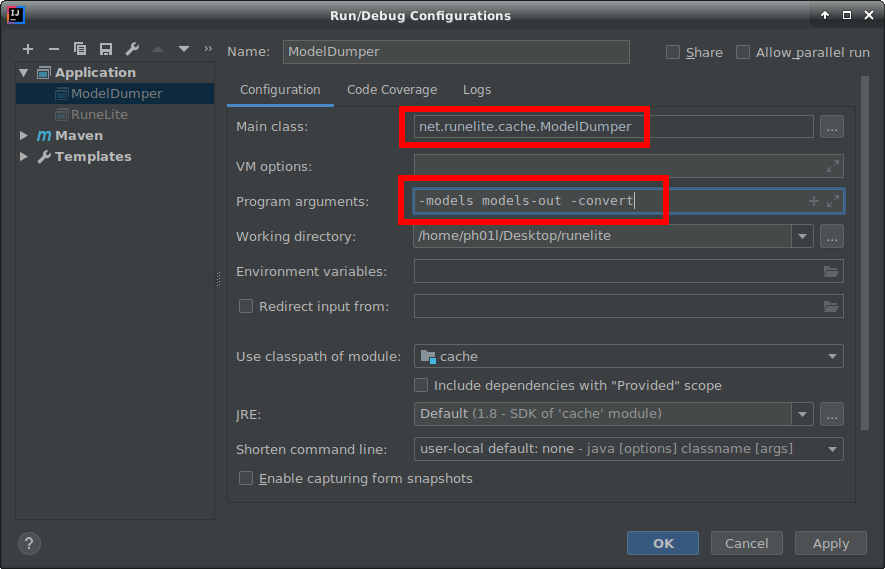 Run/Debug Configurations
Name: ModelDumper
Share
Allow parallel run
Application
ModelDumper
RuneLite
Maven
Templates
Configuration Code Coverage Logs
Main class: net.runelite.cache.ModelDumper ...
VM options:
Program arguments: -models models-out -convert
Working directory: /home/ph01l/Desktop/runelite ...
Environment variables:
Redirect input from:
Use classpath of module: cache
Include dependencies with "Provided" scope
JRE: Default (1.8 - SDK of 'cache' module) ...
Shorten command line: user-local default: none - java [options] classname [args]
Enable capturing form snapshots
? OK Cancel Apply